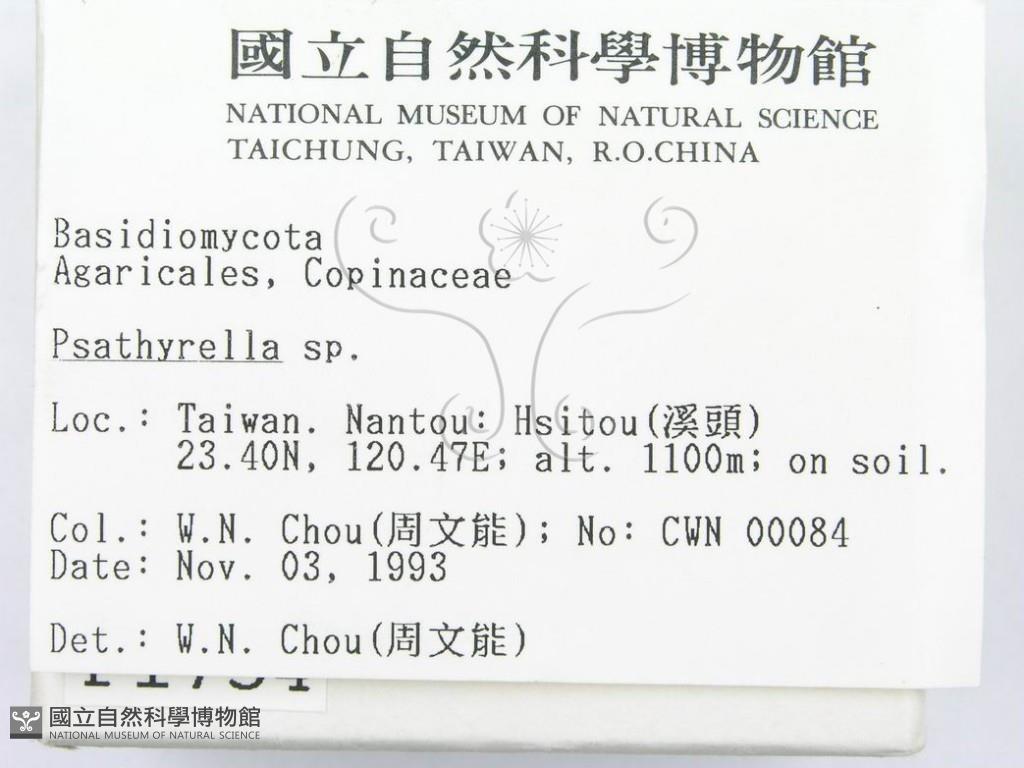 國立自然科學博物館
NATIONAL MUSEUM OF NATURAL SCIENCE
TAICHUNG, TAIWAN, R.O.CHINA
Basidiomycota
Agaricales, Copinaceae
Psathyrella sp.
Loc.: Taiwan. Nantou: Hsitou(溪頭)
23.40N, 120.47E; alt. 1100m; on soil.
Col.: W.N. Chou(周文能); No: CWN 00084
Date: Nov. 03, 1993
Det.: W.N. Chou(周文能)
國立自然科學博物館
NATIONAL MUSEUM OF NATURAL SCIENCE